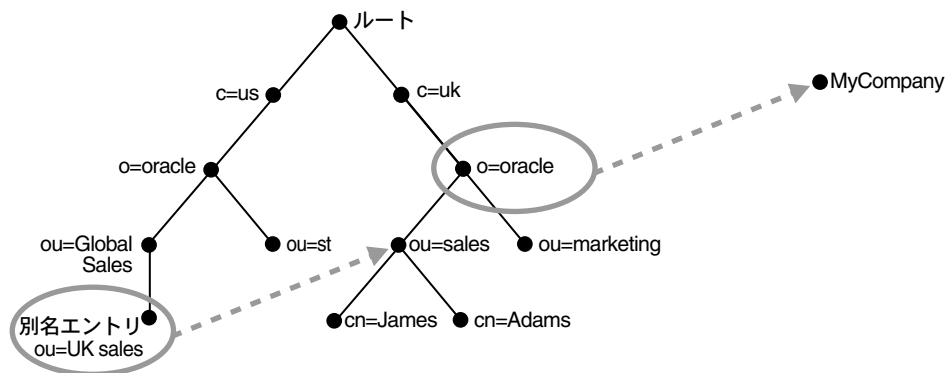 ルート
c=us
c=uk
MyCompany
o=oracle
o=oracle
ou=Global
Sales
ou=st
ou=sales
ou=marketing
別名エントリ
ou=UK sales
cn=James
cn=Adams